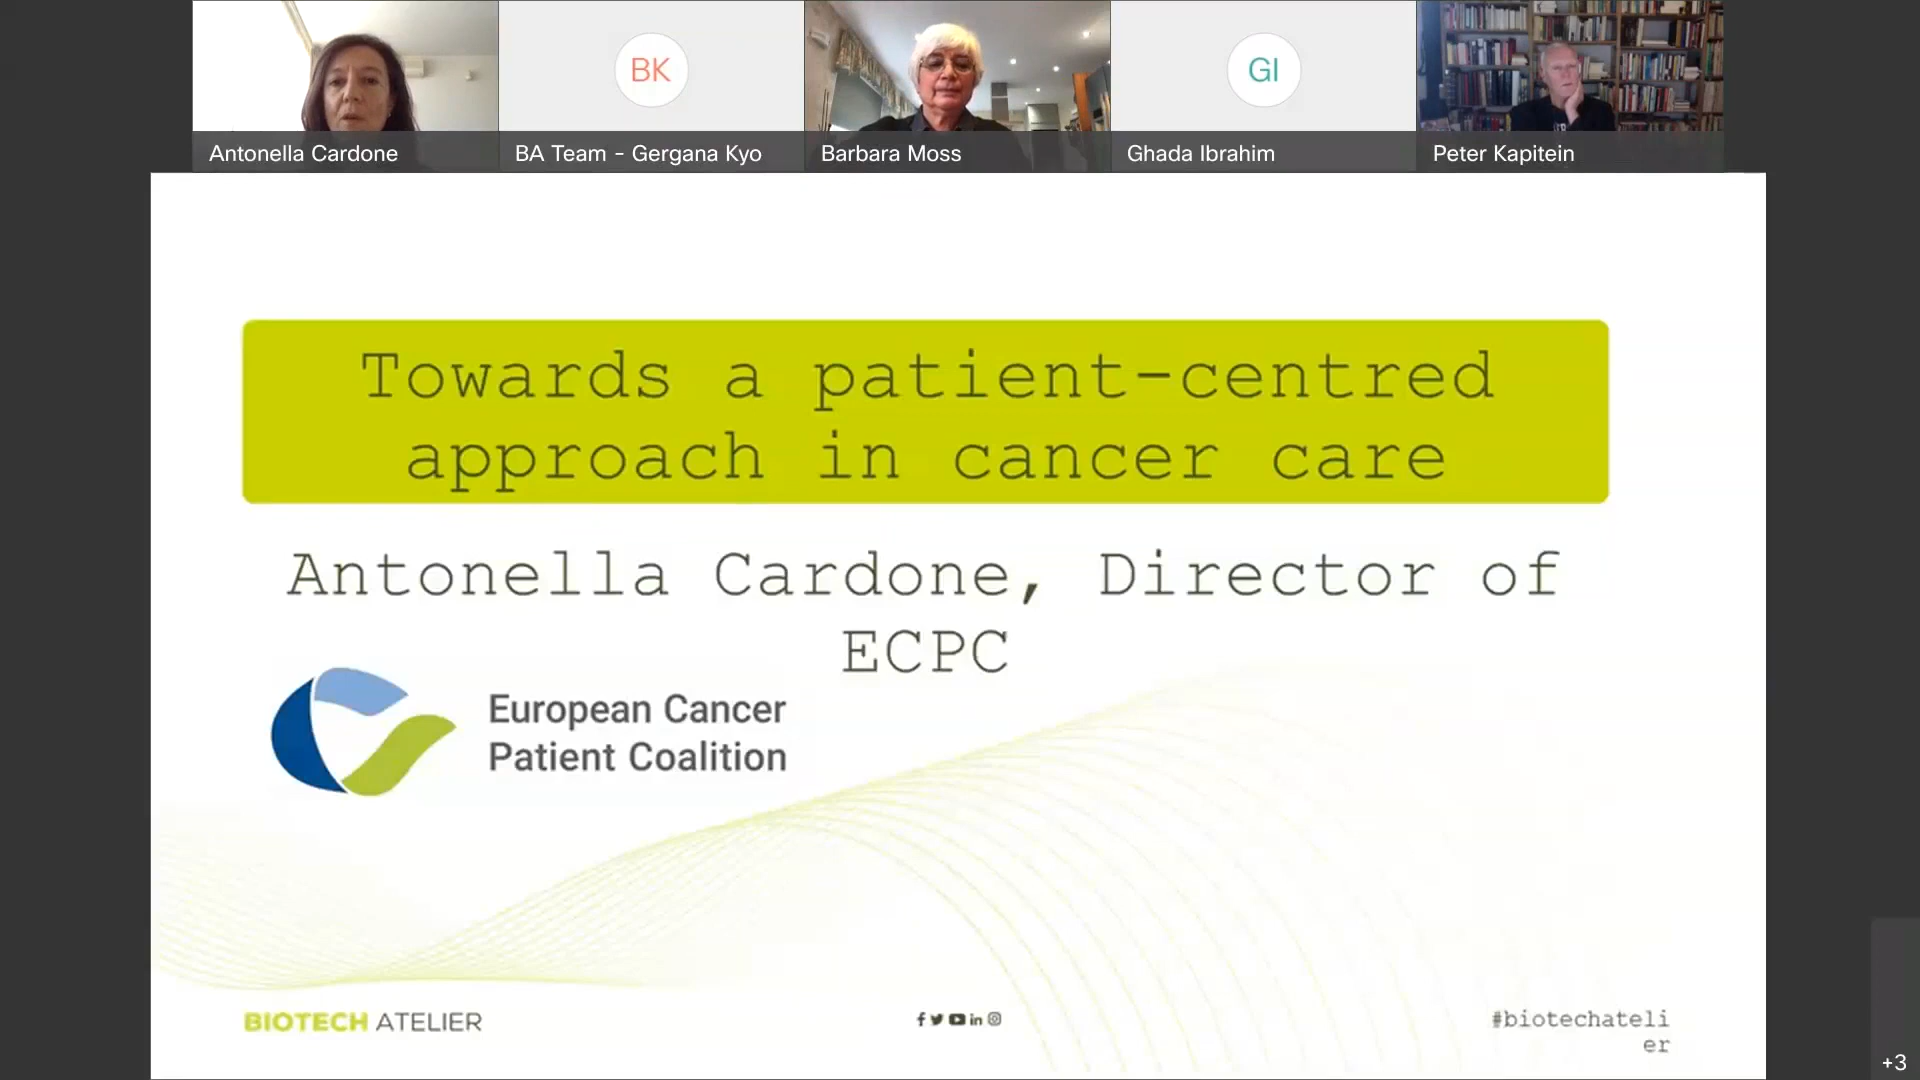 BK
GI
Antonella Cardone
BA Team - Gergana Kyo
Barbara Moss
Ghada Ibrahim
Peter Kapitein
Towards a patient-centred
approach in cancer care
Antonella Cardone, Director of
ECPC
European Cancer
Patient Coalition
BIOTECH ATELIER
#biotechateli
er
+3